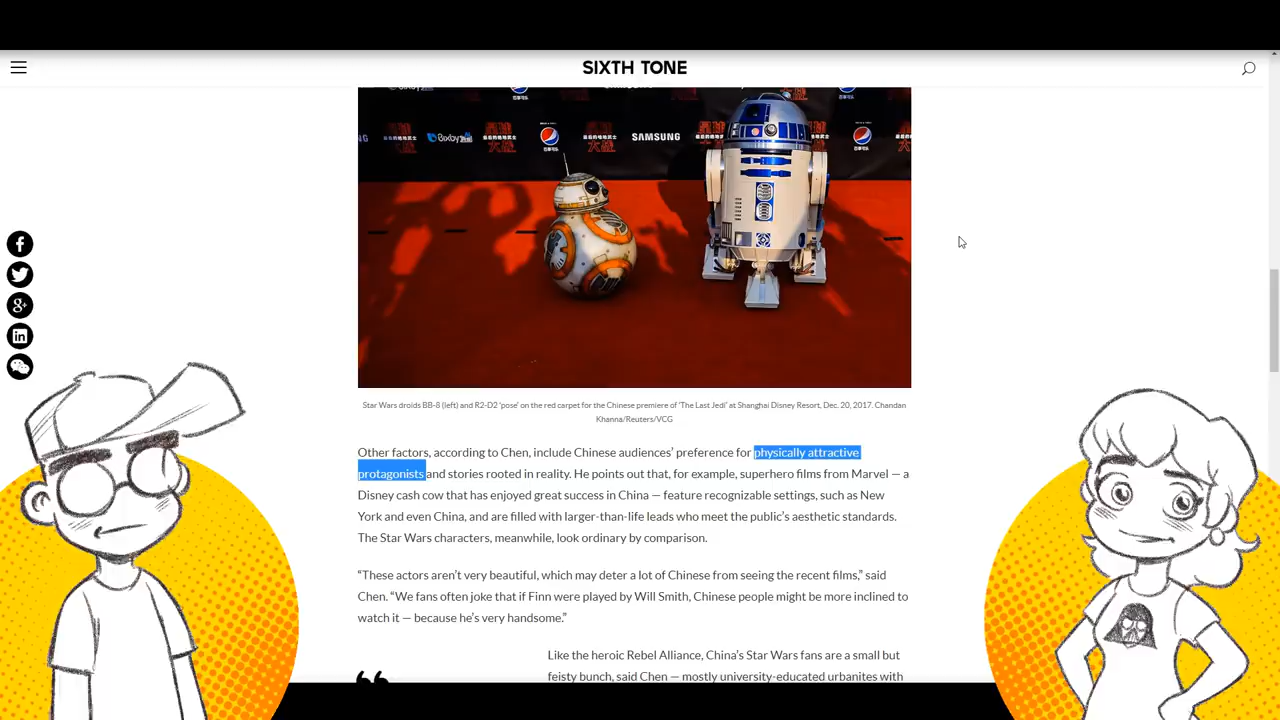 SIXTH TONE
Bixby
SAMSUNG
Star Wars droids BB-8 (left) and R2-D2 ‘pose’ on the red carpet for the Chinese premiere of ‘The Last Jedi’ at Shanghai Disney Resort, Dec. 20, 2017. Chandan
Khanna/Reuters/VCG
Other factors, according to Chen, include Chinese audiences’ preference for physically attractive
protagonists and stories rooted in reality. He points out that, for example, superhero films from Marvel — a
Disney cash cow that has enjoyed great success in China — feature recognizable settings, such as New
York and even China, and are filled with larger-than-life leads who meet the public’s aesthetic standards.
The Star Wars characters, meanwhile, look ordinary by comparison.
“These actors aren’t very beautiful, which may deter a lot of Chinese from seeing the recent films,” said
Chen. “We fans often joke that if Finn were played by Will Smith, Chinese people might be more inclined to
watch it — because he’s very handsome.”
Like the heroic Rebel Alliance, China’s Star Wars fans are a small but
feisty bunch, said Chen — mostly university-educated urbanites with